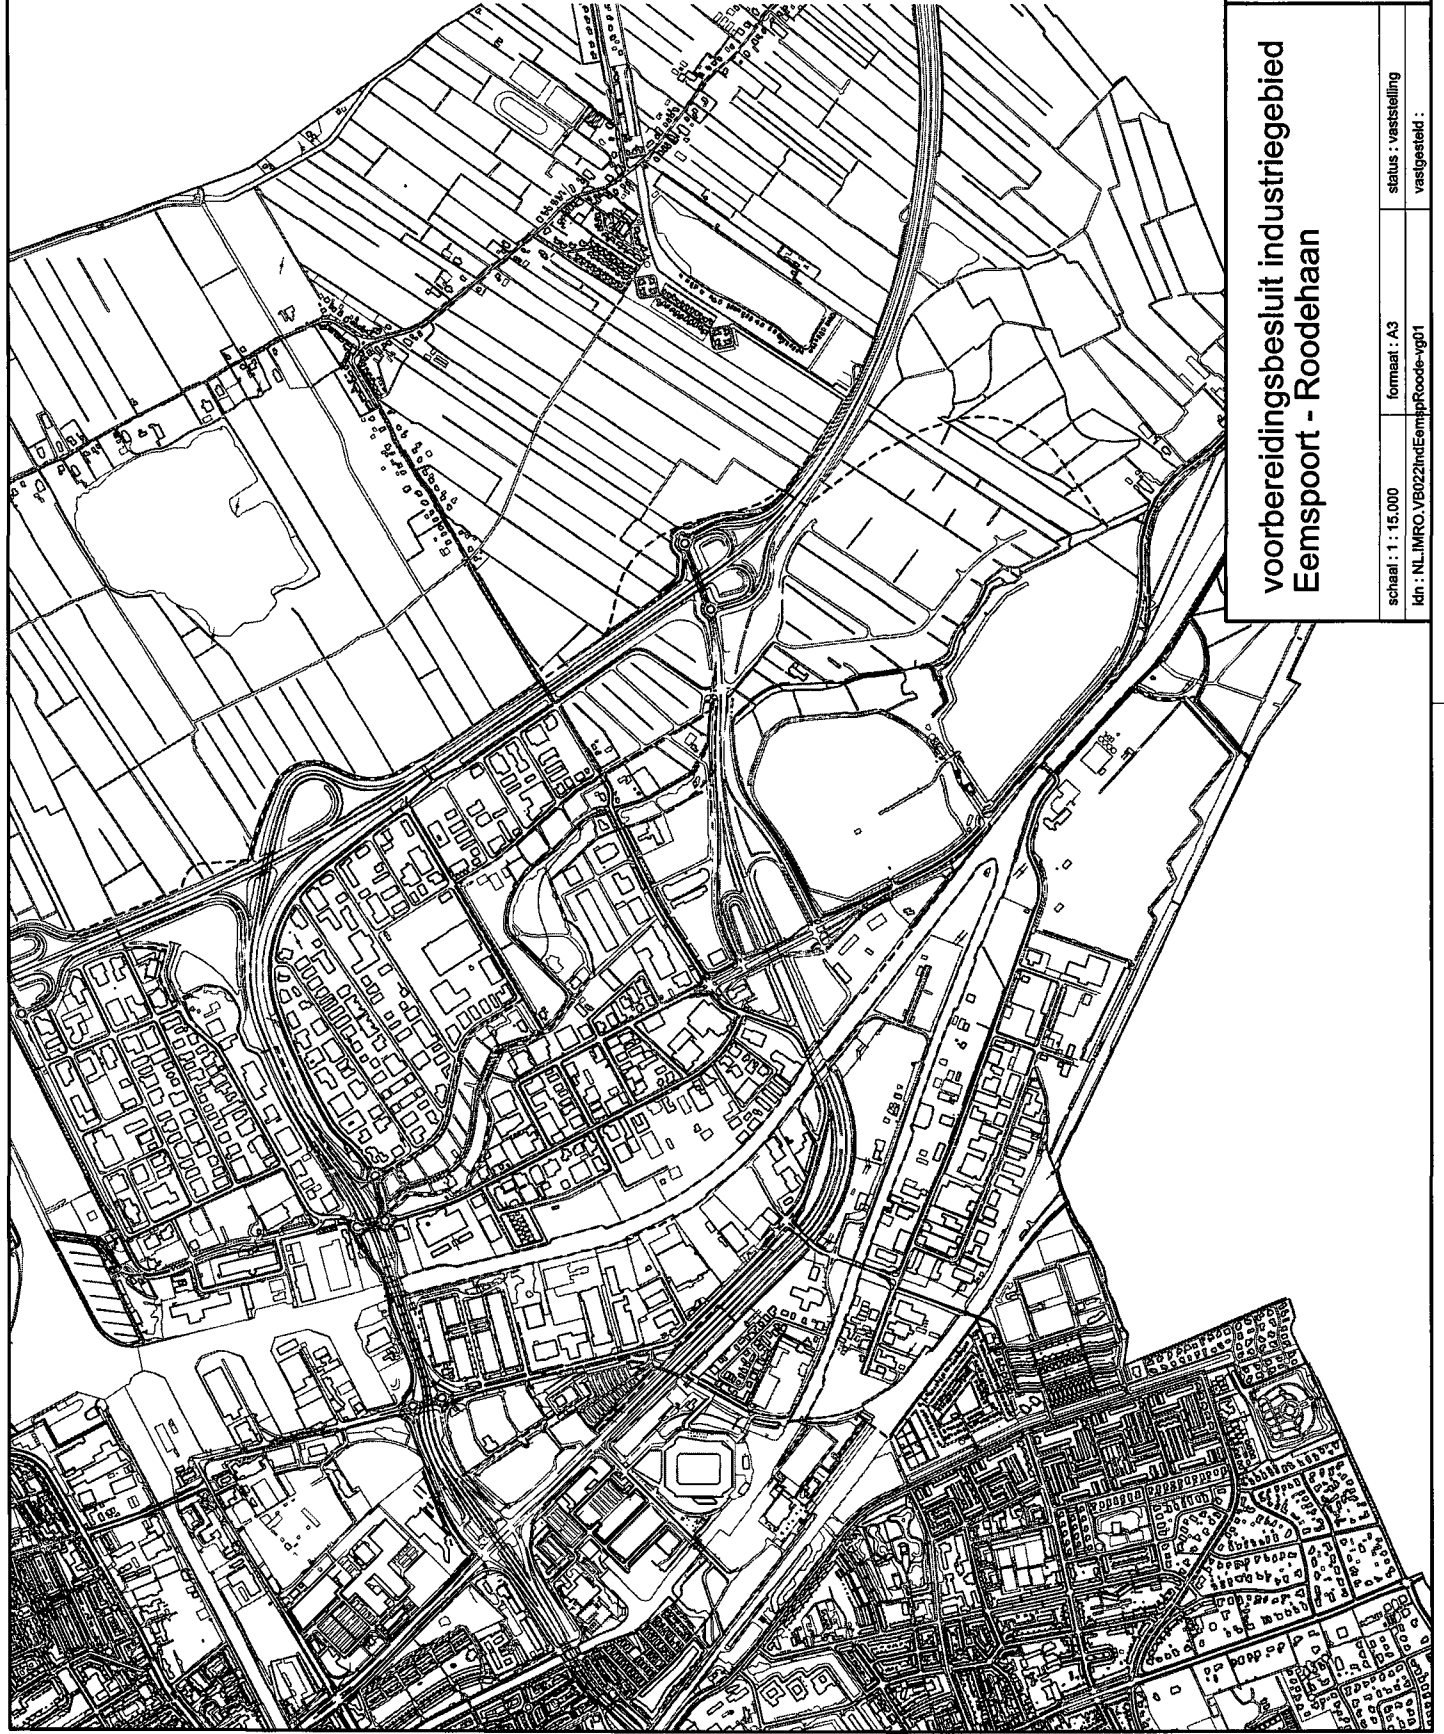 voorbereidingsbesluit industriegebied
Eemspoort - Roodehaan
schaal : 1 : 15.000 formaat : A3 status : vaststelling
idn : NL.IMRO.VB022IndEemspRoode-vg01 vastgesteld :